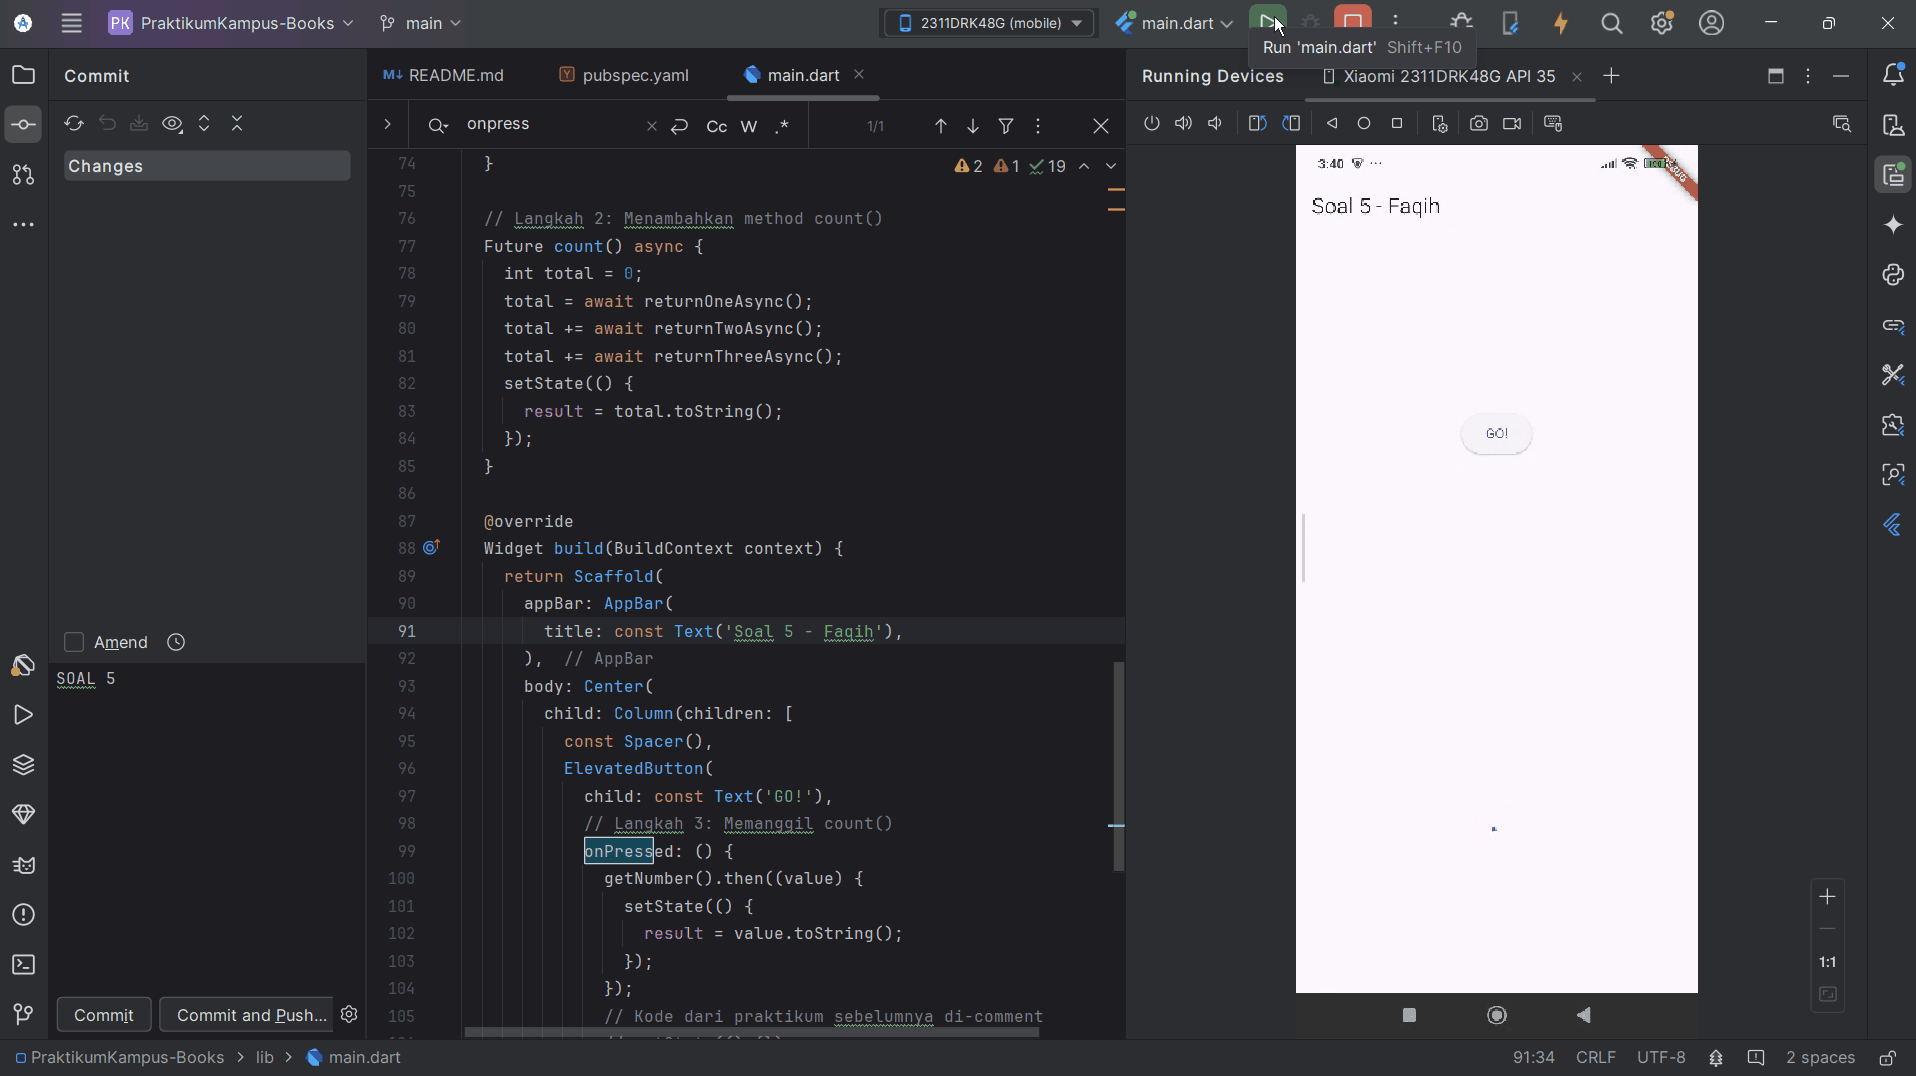 PK PraktikumKampus-Books main 2311DRK48G (mobile) main.dart
Run 'main.dart' Shift+F10
Commit
README.md pubspec.yaml main.dart
Running Devices Xiaomi 2311DRK48G API 35
onpress Cc W .* 1/1
Changes
2 1 19
74 }
75
76 // Langkah 2: Menambahkan method count()
77 Future count() async {
78 int total = 0;
79 total = await returnOneAsync();
80 total += await returnTwoAsync();
81 total += await returnThreeAsync();
82 setState(() {
83 result = total.toString();
84 });
85 }
86
87 @override
88 Widget build(BuildContext context) {
89 return Scaffold(
90 appBar: AppBar(
91 title: const Text('Soal 5 - Faqih'),
92 ), // AppBar
93 body: Center(
94 child: Column(children: [
95 const Spacer(),
96 ElevatedButton(
97 child: const Text('GO!'),
98 // Langkah 3: Memanggil count()
99 onPressed: () {
100 getNumber().then((value) {
101 setState(() {
102 result = value.toString();
103 });
104 });
105 // Kode dari praktikum sebelumnya di-comment
Amend
SOAL 5
Commit Commit and Push...
3:40
DEBUG
Soal 5 - Faqih
GO!
1:1
PraktikumKampus-Books > lib > main.dart
91:34 CRLF UTF-8 2 spaces